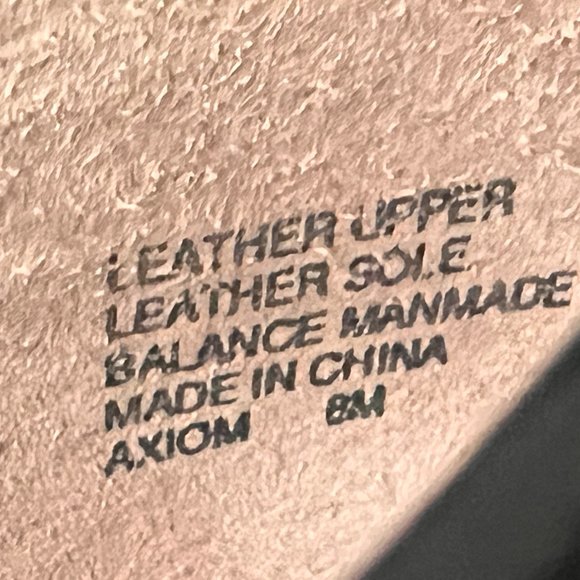 LEATHER UPPER
LEATHER SOLE
BALANCE MANMADE
MADE IN CHINA
AXIOM 8M